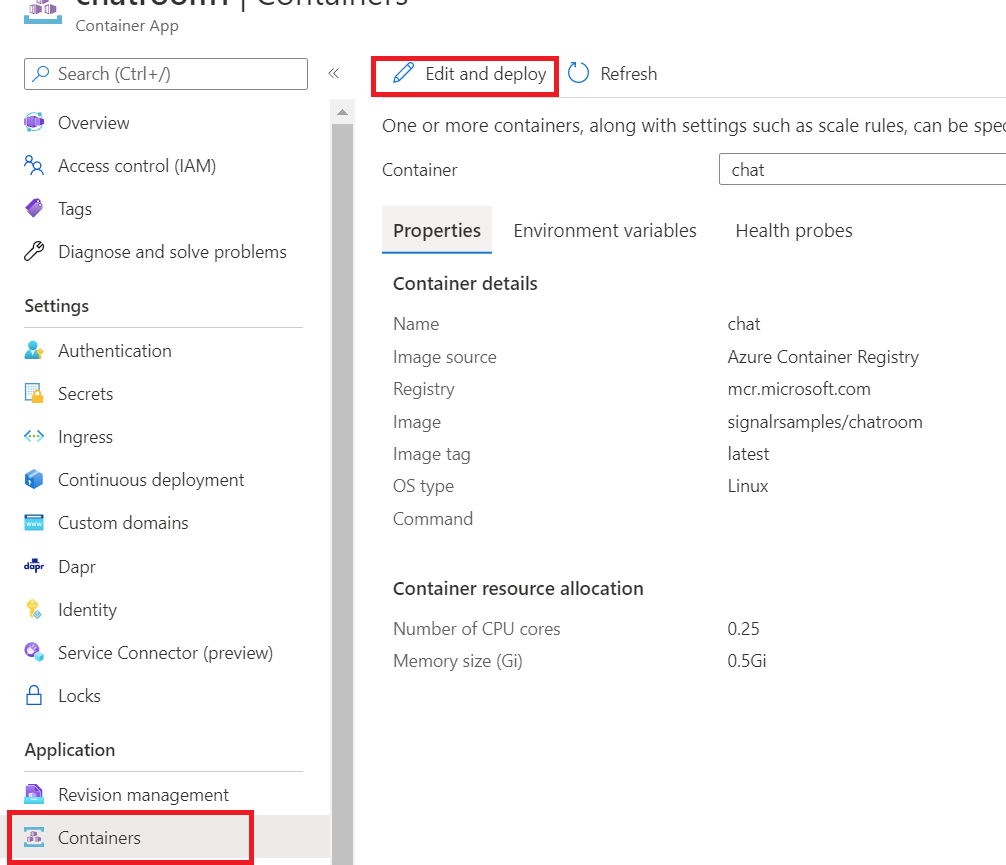 chatroom1 | Containers
Container App
Search (Ctrl+/)
«
Overview
Access control (IAM)
Tags
Diagnose and solve problems
Settings
Authentication
Secrets
Ingress
Continuous deployment
Custom domains
dapr Dapr
Identity
Service Connector (preview)
Locks
Application
Revision management
Containers
Edit and deploy Refresh
One or more containers, along with settings such as scale rules, can be
Container chat
Properties Environment variables Health probes
Container details
Name chat
Image source Azure Container Registry
Registry mcr.microsoft.com
Image signalrsamples/chatroom
Image tag latest
OS type Linux
Command
Container resource allocation
Number of CPU cores 0.25
Memory size (Gi) 0.5Gi